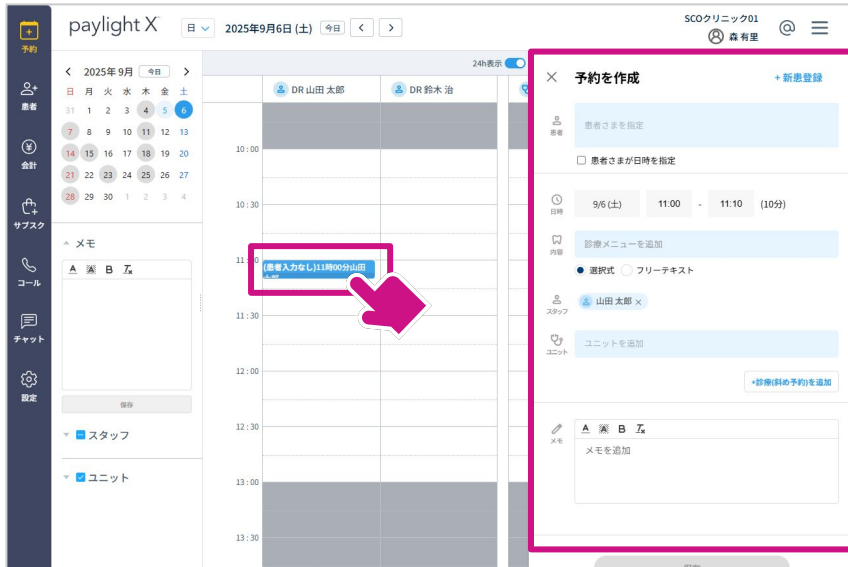 予約
患者
会計
サブスク
コール
チャット
設定
paylight X
日
2025年9月6日 (土)
今日
SCOクリニック01
森 有里
2025年 9月
今日
日 月 火 水 木 金 土
31 1 2 3 4 5 6
7 8 9 10 11 12 13
14 15 16 17 18 19 20
21 22 23 24 25 26 27
28 29 30 1 2 3 4
メモ
A A B Tx
保存
スタッフ
ユニット
24h表示
DR 山田 太郎
DR 鈴木 治
10:00
10:30
11:00
(患者入力なし)11時00分山田
太郎
11:30
12:00
12:30
13:00
13:30
予約を作成
+ 新患登録
患者
患者さまを指定
患者さまが日時を指定
日時
9/6 (土) 11:00 - 11:10 (10分)
内容
診療メニューを追加
選択式
フリーテキスト
スタッフ
山田 太郎 ×
ユニット
ユニットを追加
+診療(斜め予約)を追加
メモ
A A B Tx
メモを追加